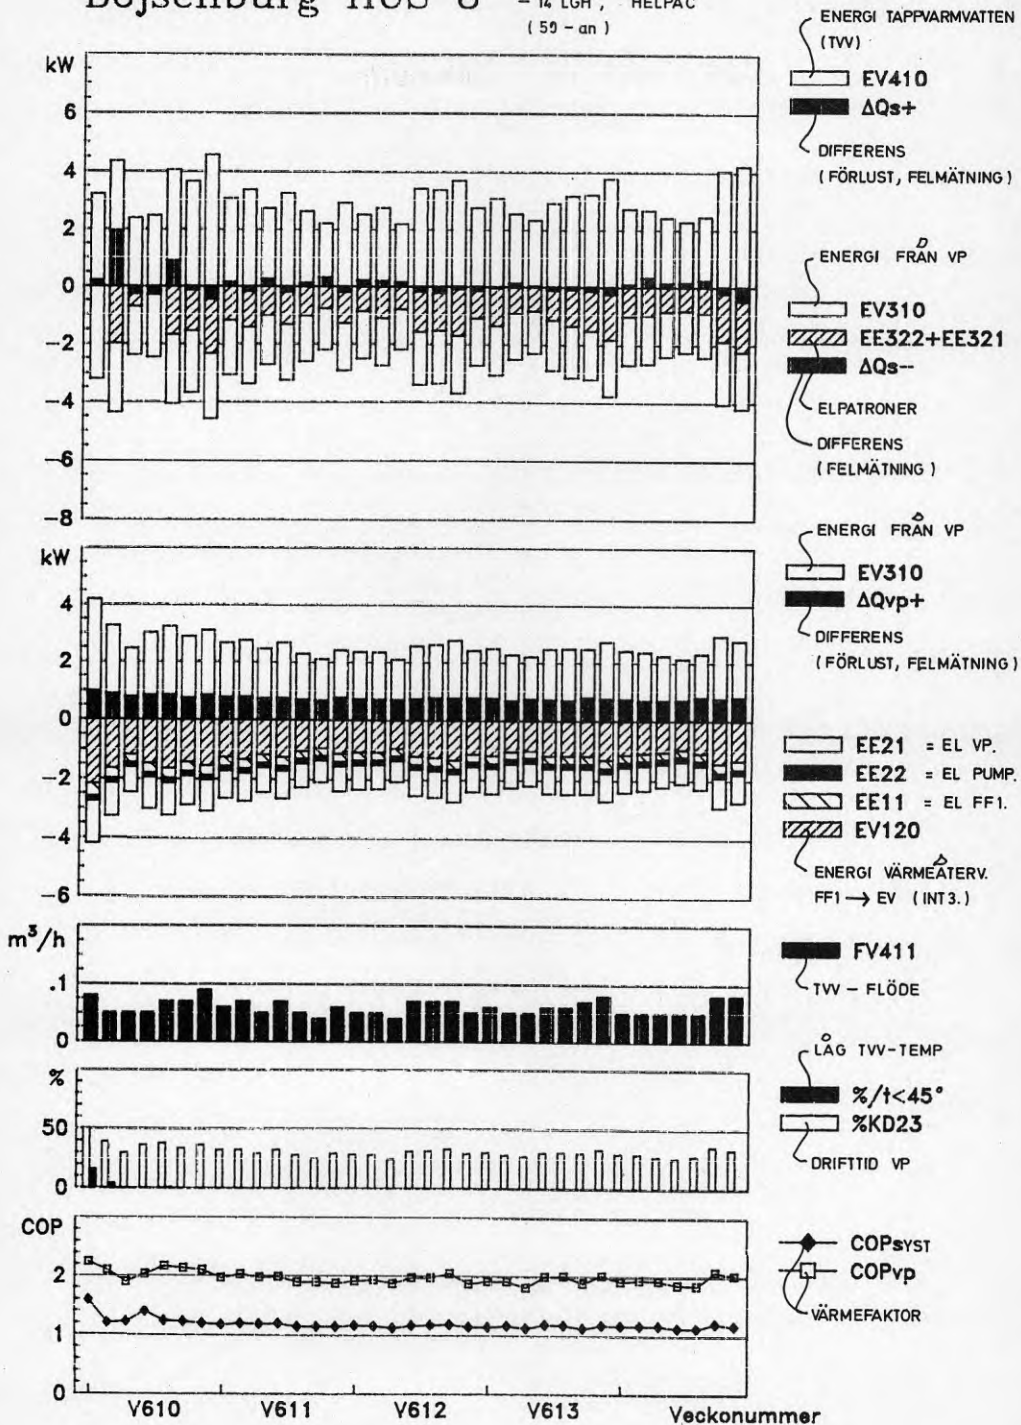 - 14 LGH, HELPAC
(59-an)
kW
6
4
2
0
-2
-4
-6
-8
ENERGI TAPPVARMVATTEN
(TVV)
EV410
ΔQs+
DIFFERENS
(FÖRLUST, FELMÄTNING)
ENERGI FRÅN VP
EV310
EE322+EE321
ΔQs--
ELPATRONER
DIFFERENS
(FELMÄTNING)
kW
4
2
0
-2
-4
-6
ENERGI FRÅN VP
EV310
ΔQvp+
DIFFERENS
(FÖRLUST, FELMÄTNING)
EE21 = EL VP.
EE22 = EL PUMP.
EE11 = EL FF1.
EV120
ENERGI VÄRMEÅTERV.
FF1 → EV (INT3.)
m³/h
.1
0
FV411
TVV - FLÖDE
%
50
0
LÅG TVV-TEMP
%/t<45°
%KD23
DRIFTTID VP
COP
2
1
0
COPSYST
COPvp
VÄRMEFAKTOR
V610 V611 V612 V613 Veckonummer